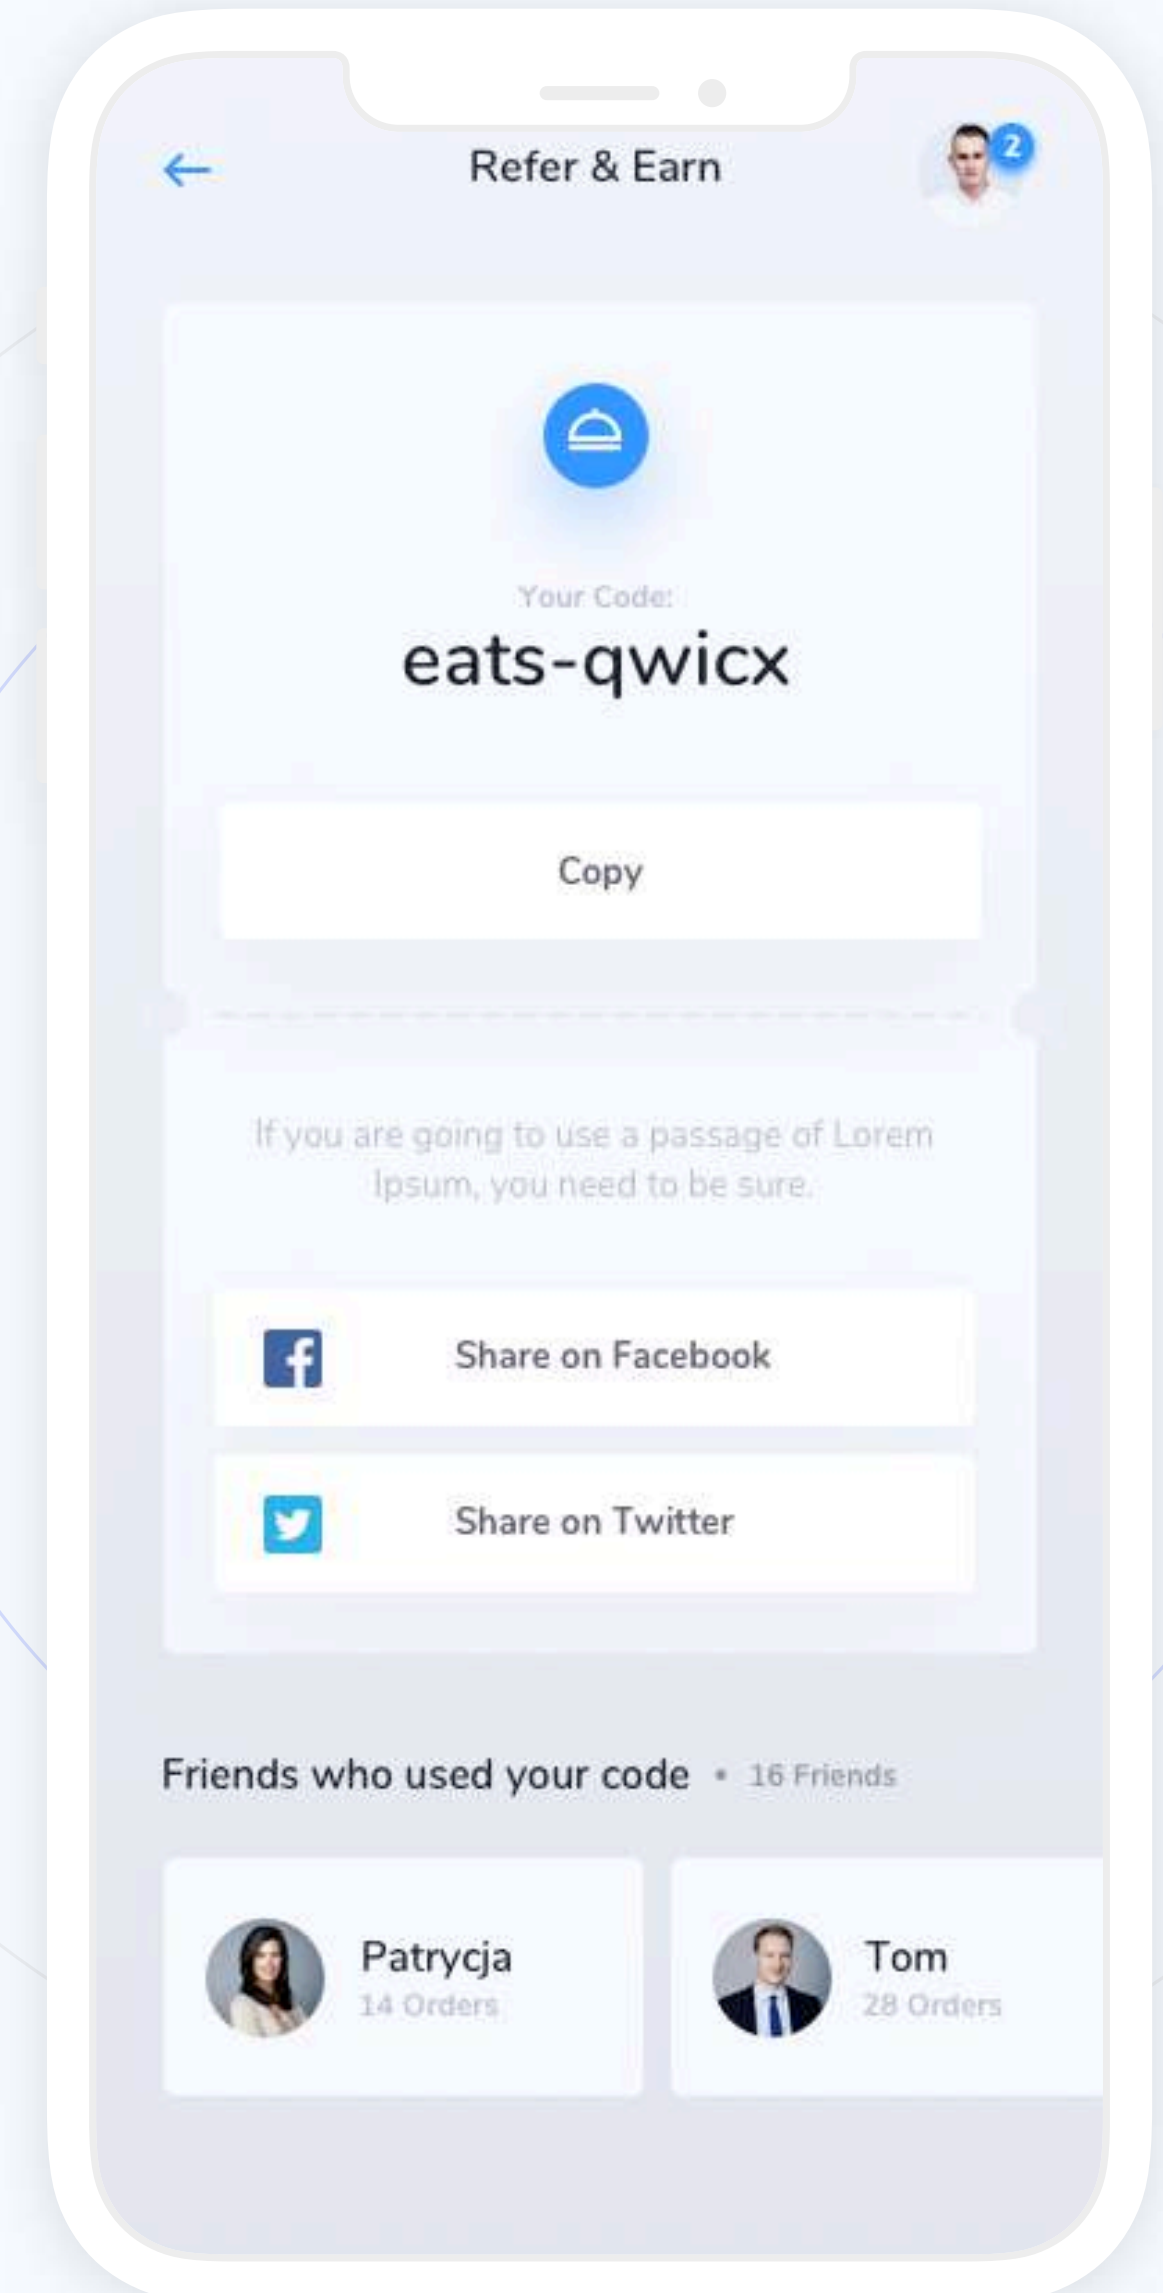 Refer & Earn
2
Your Code:
eats-qwicx
Copy
If you are going to use a passage of Lorem
Ipsum, you need to be sure.
Share on Facebook
Share on Twitter
Friends who used your code • 16 Friends
Patrycja
14 Orders
Tom
28 Orders